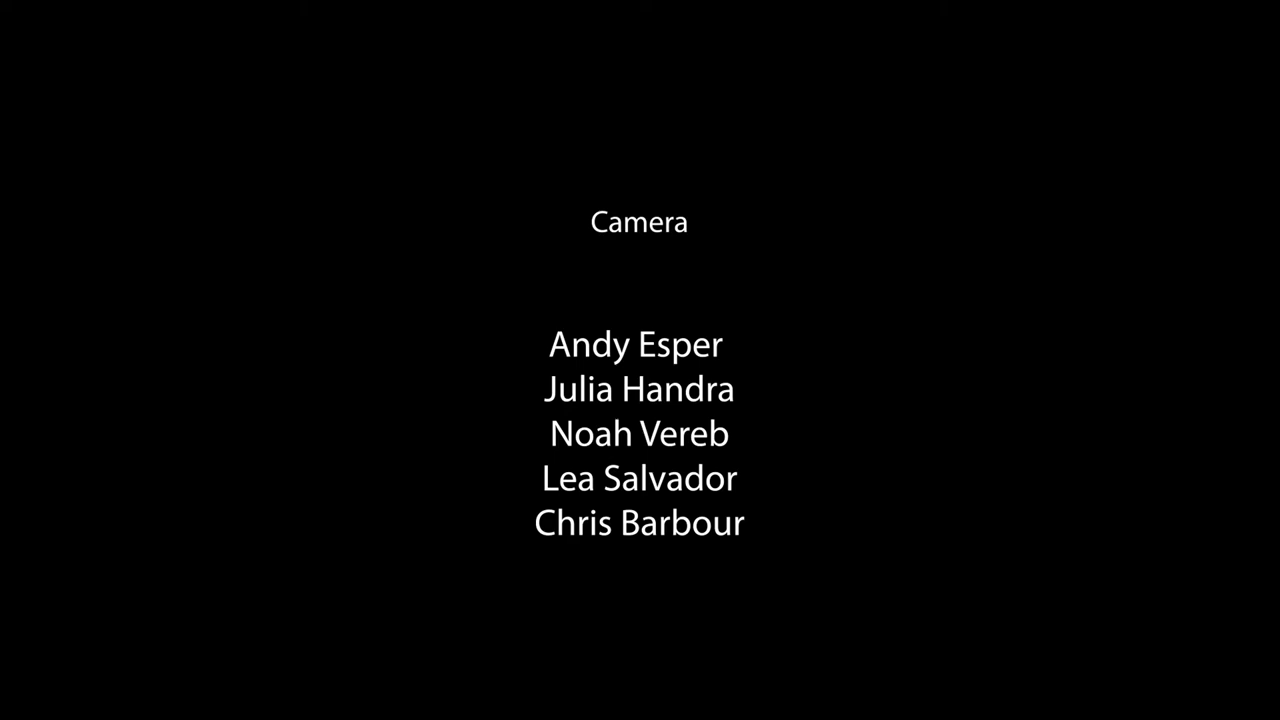 Camera
Andy Esper
Julia Handra
Noah Vereb
Lea Salvador
Chris Barbour